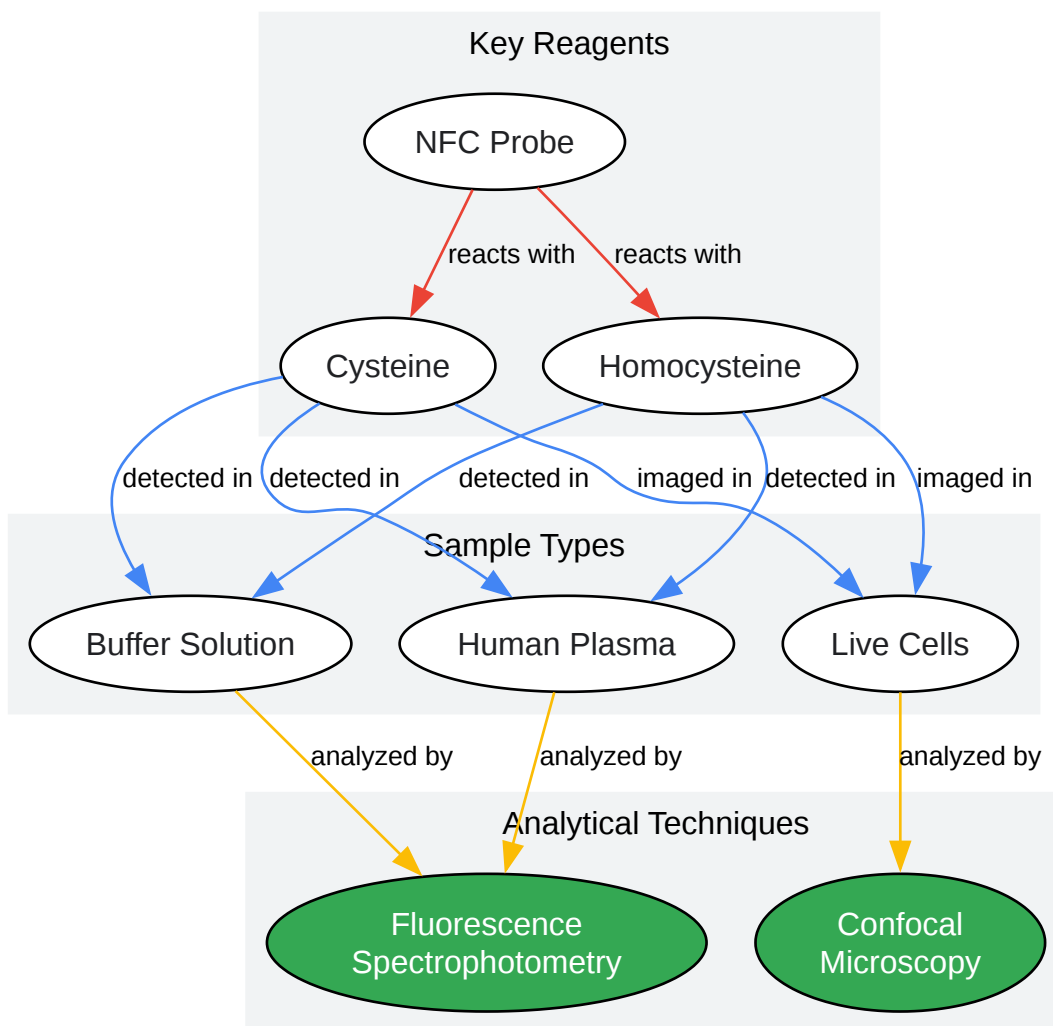 Key Reagents
NFC Probe
reacts with
reacts with
Cysteine
Homocysteine
detected in
detected in
detected in
imaged in
detected in
imaged in
Sample Types
Buffer Solution
Human Plasma
Live Cells
analyzed by
analyzed by
analyzed by
Analytical Techniques
Fluorescence
Spectrophotometry
Confocal
Microscopy